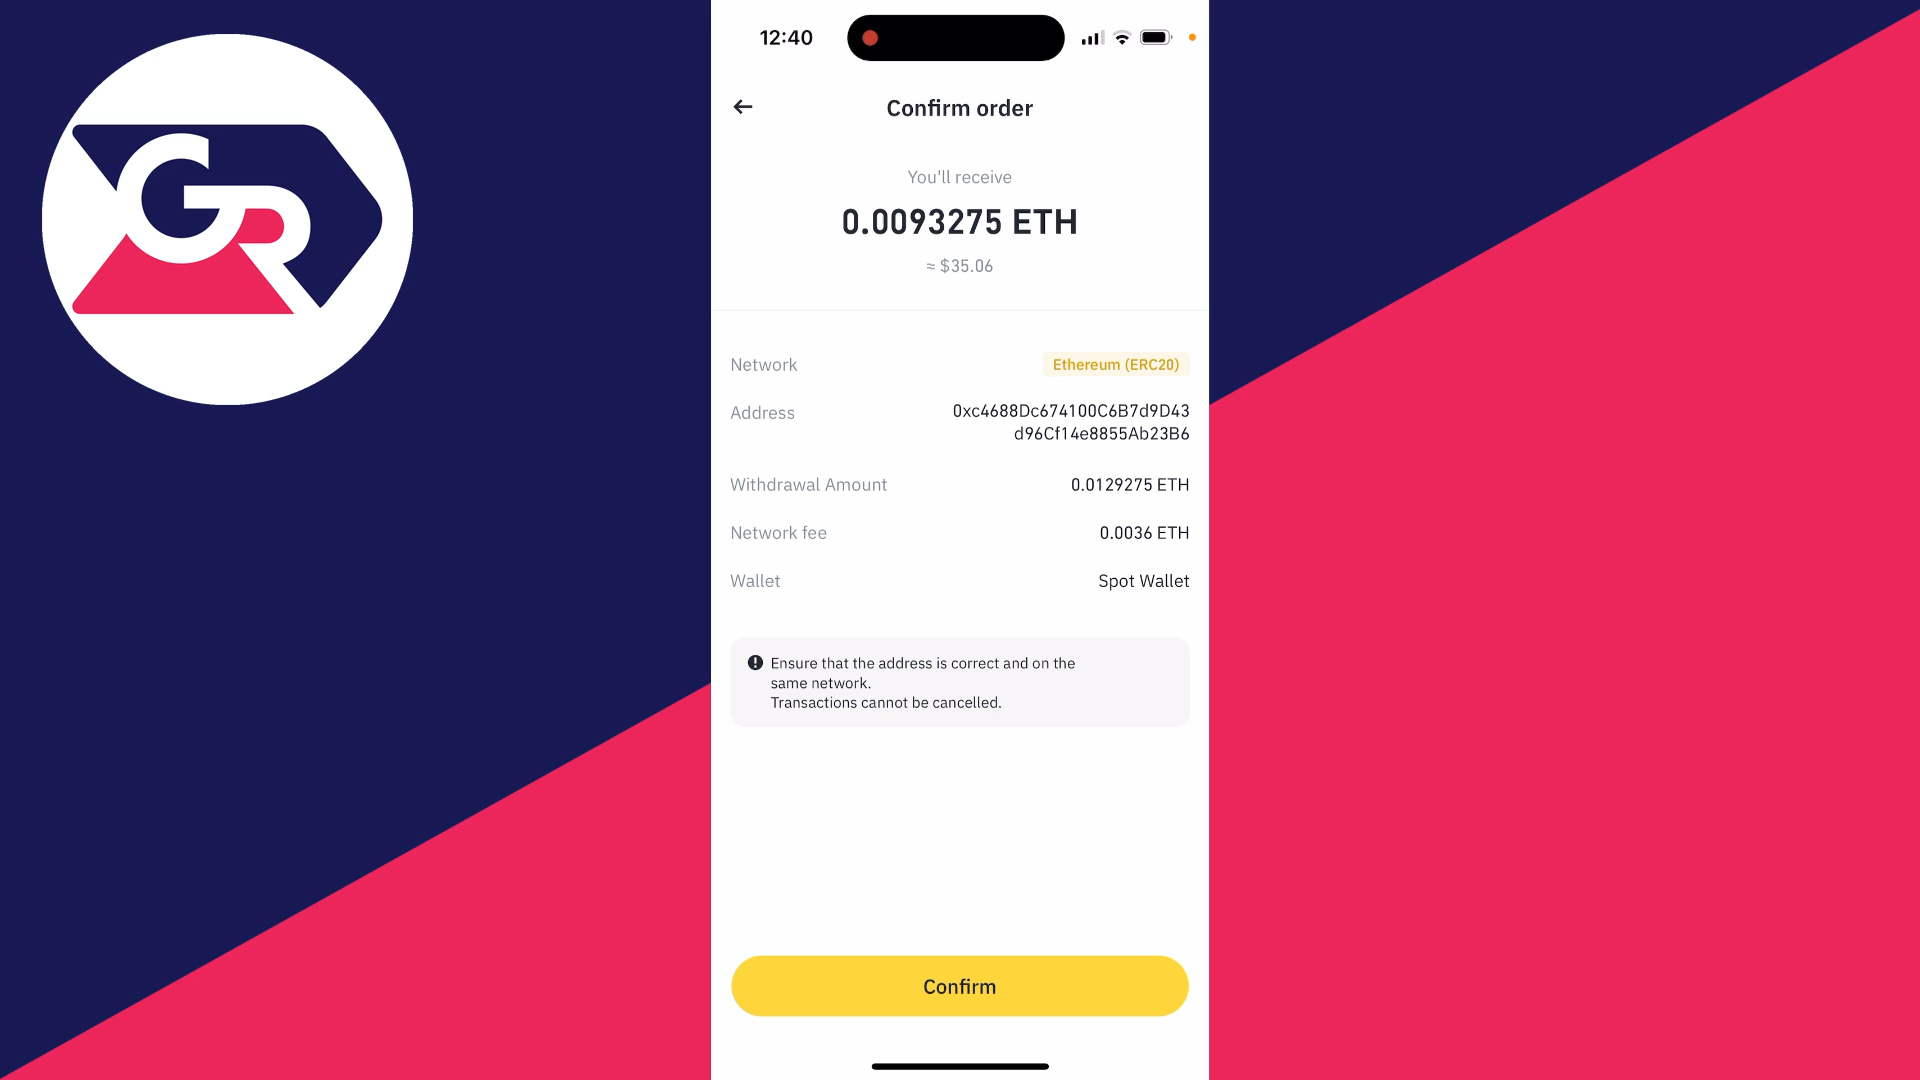 GR
12:40
Confirm order
You'll receive
0.0093275 ETH
≈ $35.06
Network Ethereum (ERC20)
Address 0xc4688Dc674100C6B7d9D43
d96Cf14e8855Ab23B6
Withdrawal Amount 0.0129275 ETH
Network fee 0.0036 ETH
Wallet Spot Wallet
Ensure that the address is correct and on the
same network.
Transactions cannot be cancelled.
Confirm